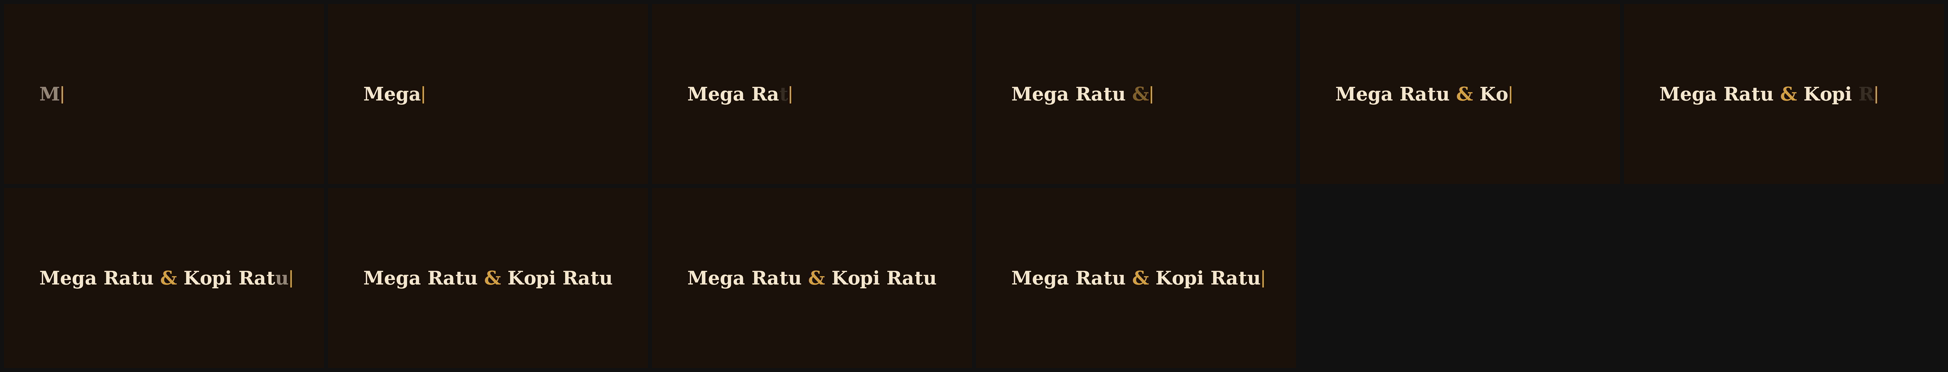 M|
Mega|
Mega Rat|
Mega Ratu &|
Mega Ratu & Ko|
Mega Ratu & Kopi R|
Mega Ratu & Kopi Ratu|
Mega Ratu & Kopi Ratu
Mega Ratu & Kopi Ratu
Mega Ratu & Kopi Ratu|